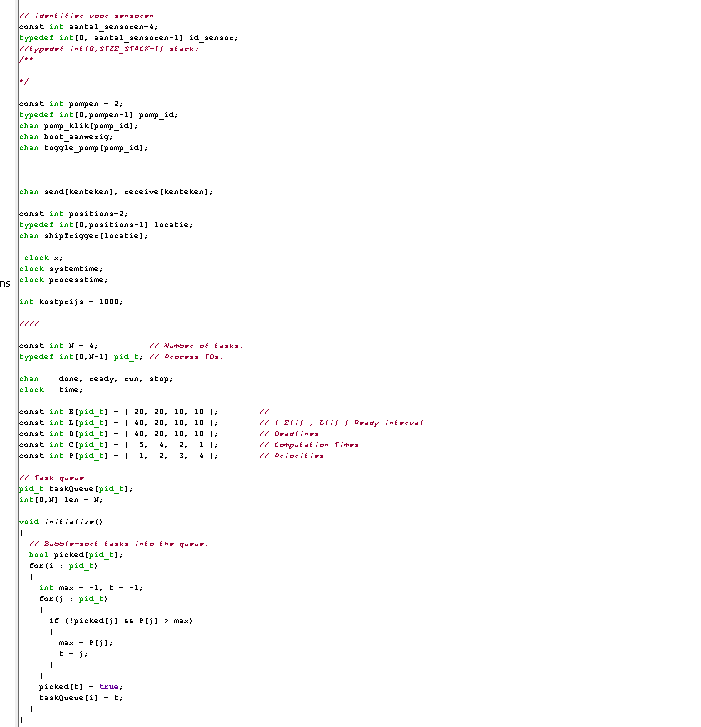 // identifier voor sensoren
const int aantal_sensoren=4;
typedef int[0, aantal_sensoren-1] id_sensor;
//typedef int[0,SIZE_STACK-1] stack;
/**
*/
const int pompen = 2;
typedef int[0,pompen-1] pomp_id;
chan pomp_klik[pomp_id];
chan boot_aanwezig;
chan toggle_pomp[pomp_id];
chan send[kenteken], receive[kenteken];
const int positions=2;
typedef int[0,positions-1] locatie;
chan shipTrigger[locatie];
clock x;
clock systemtime;
clock processtime;
ns
int kostprijs = 1000;
////
const int N = 4; // Number of tasks.
typedef int[0,N-1] pid_t; // Process IDs.
chan done, ready, run, stop;
clock time;
const int E[pid_t] = { 20, 20, 10, 10 }; //
const int L[pid_t] = { 40, 20, 10, 10 }; // [ E[i] , L[i] ] Ready interval
const int D[pid_t] = { 40, 20, 10, 10 }; // Deadlines
const int C[pid_t] = { 5, 4, 2, 1 }; // Computation Times
const int P[pid_t] = { 1, 2, 3, 4 }; // Priorities
// Task queue
pid_t taskQueue[pid_t];
int[0,N] len = N;
void initialize()
{
// Bubble-sort tasks into the queue.
bool picked[pid_t];
for(i : pid_t)
{
int max = -1, t = -1;
for(j : pid_t)
{
if (!picked[j] && P[j] > max)
{
max = P[j];
t = j;
}
}
picked[t] = true;
taskQueue[i] = t;
}
}